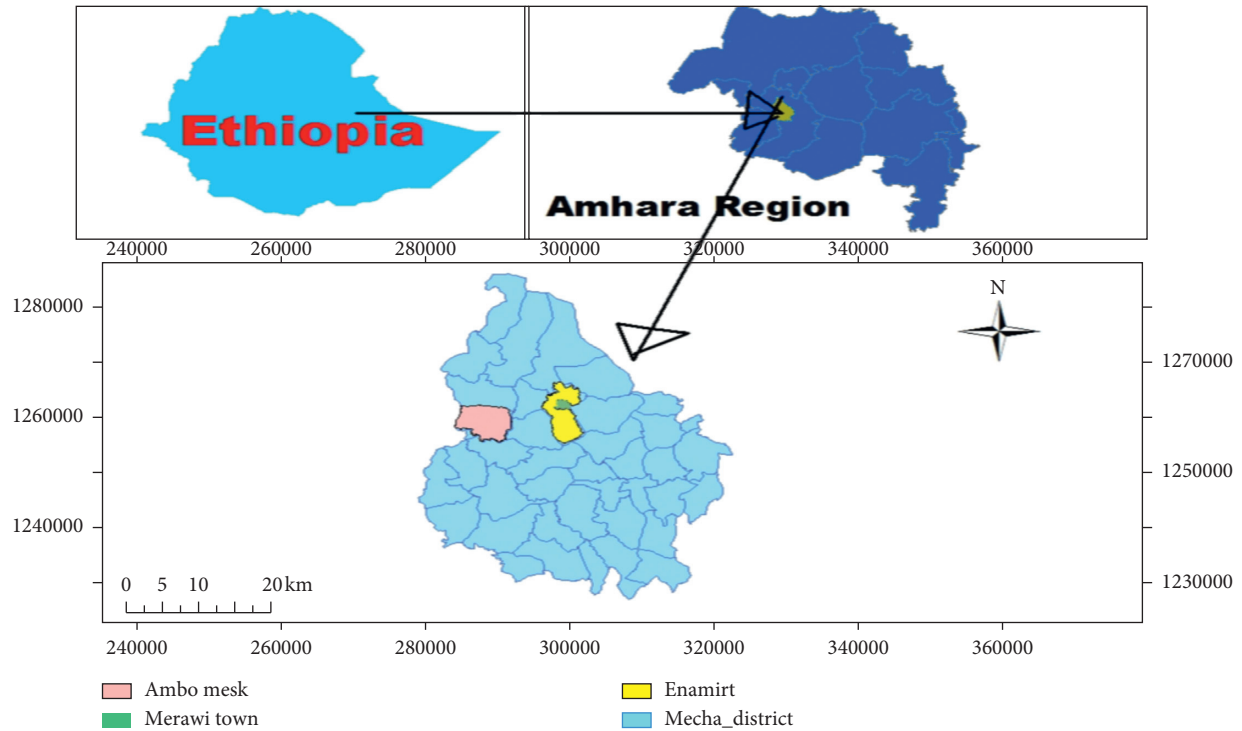 Ethiopia
Amhara Region
240000 260000 280000 300000 320000 340000 360000
N
1280000
1270000
1260000
1250000
1240000
1230000
0 5 10 20 km
240000 260000 280000 300000 320000 340000 360000
Ambo mesk Enamirt
Merawi town Mecha_district